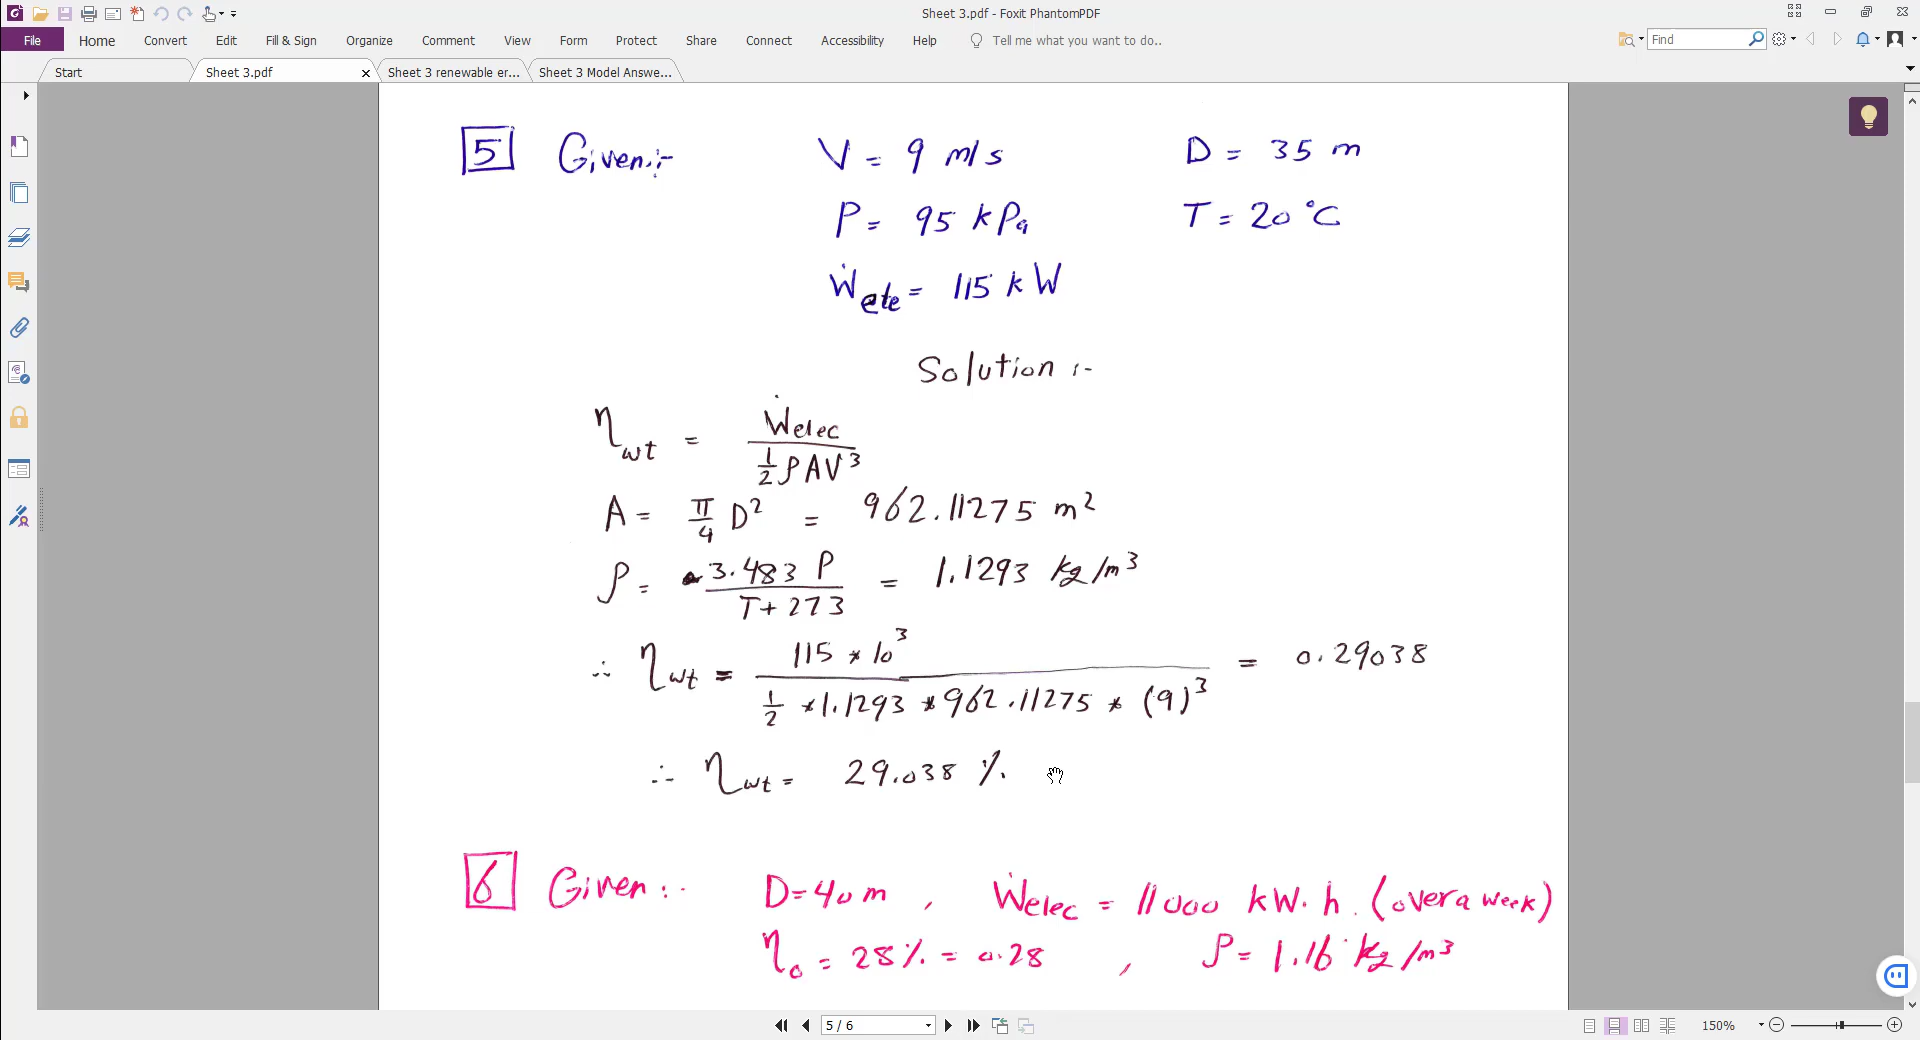 Sheet 3.pdf - Foxit PhantomPDF
File Home Convert Edit Fill & Sign Organize Comment View Form Protect Share Connect Accessibility Help Tell me what you want to do.. Find
Start Sheet 3.pdf Sheet 3 renewable er... Sheet 3 Model Answe...
5 Given:- V = 9 m/s D = 35 m
P = 95 kPa T = 20 °C
Ẇele = 115 kW
Solution :-
ηwt = Ẇelec / (1/2 ρAV³)
A = π/4 D² = 962.11275 m²
ρ = 3.483 P / (T + 273) = 1.1293 kg/m³
∴ ηwt = 115 * 10³ / (1/2 * 1.1293 * 962.11275 * (9)³) = 0.29038
∴ ηwt = 29.038 %
6 Given:- D = 40 m , Ẇelec = 11000 kW.h. (over a week)
ηo = 28 % = 0.28 , ρ = 1.16 kg/m³
5 / 6 150%